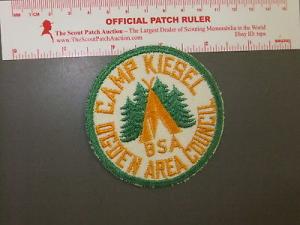 OFFICIAL PATCH RULER
The Scout Patch Auction - The Largest Dealer of Scouting Memorabilia in the World
www.TheScoutPatchAuction.com
CAMP KIESEL
BSA
OGDEN AREA COUNCIL